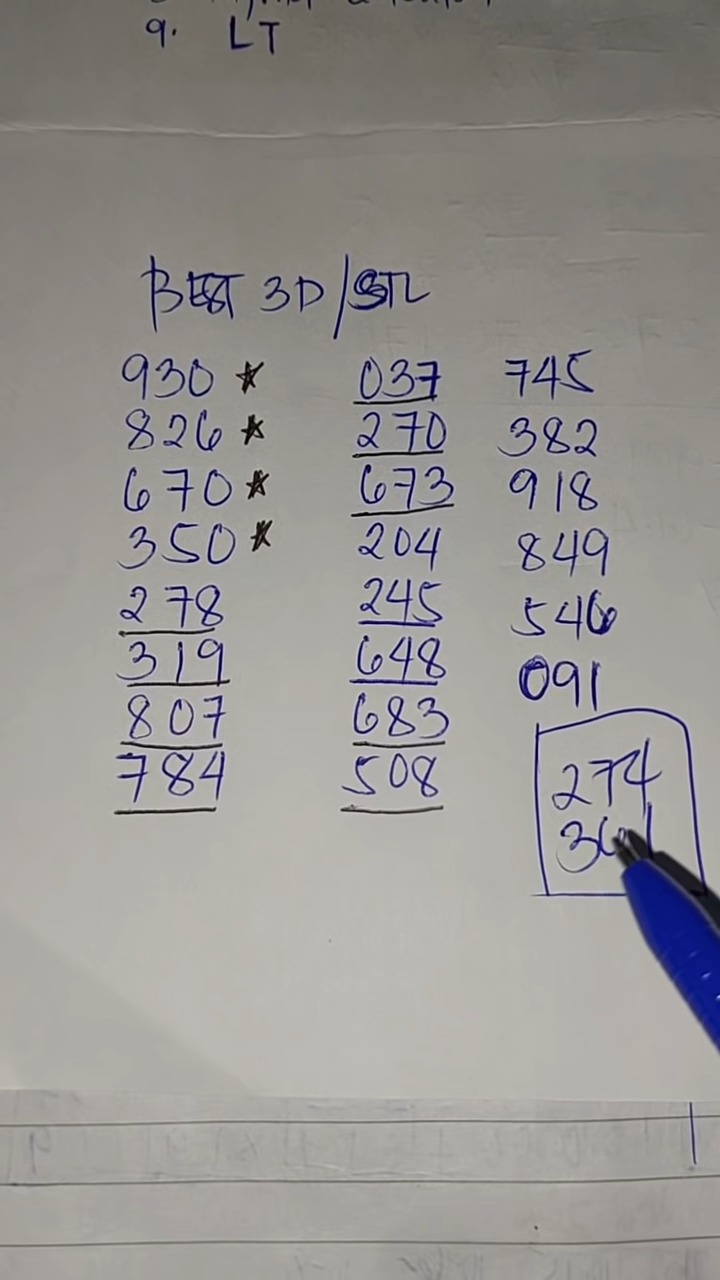 9. LT
BEST 3D/STL
930 * 037 745
826 * 270 382
670 * 673 918
350 * 204 849
278 245 546
319 648 091
807 683
784 508
274
361